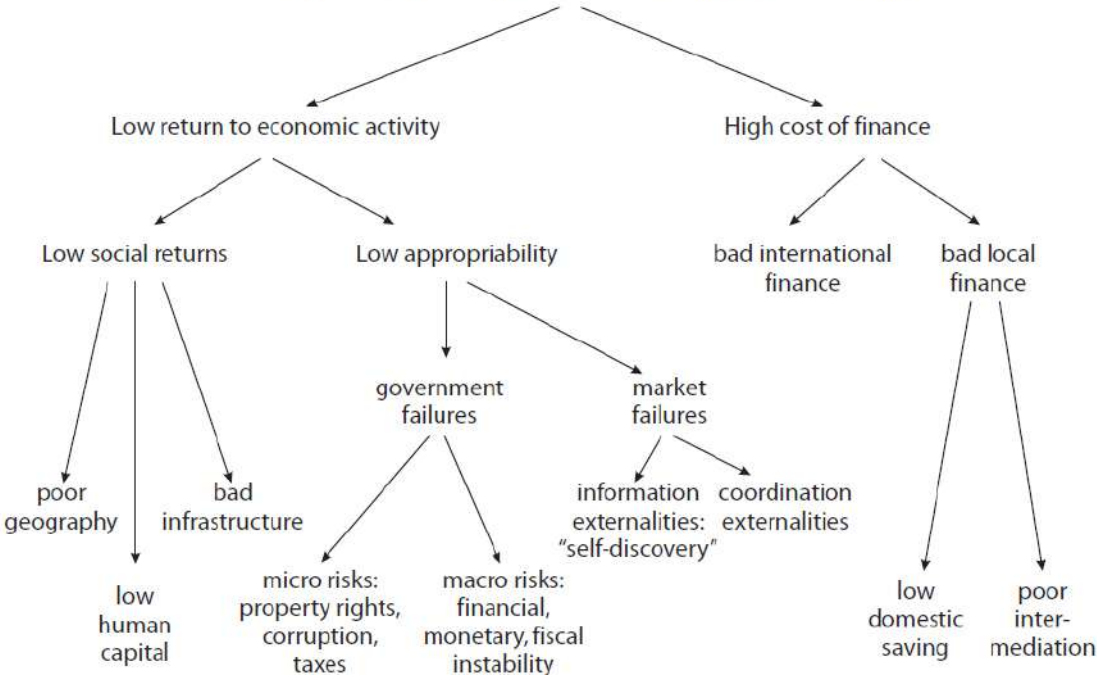 Low return to economic activity
High cost of finance
Low social returns
Low appropriability
bad international
finance
bad local
finance
government
failures
market
failures
poor
geography
bad
infrastructure
information
externalities:
“self-discovery”
coordination
externalities
low
human
capital
micro risks:
property rights,
corruption,
taxes
macro risks:
financial,
monetary, fiscal
instability
low
domestic
saving
poor
inter-
mediation